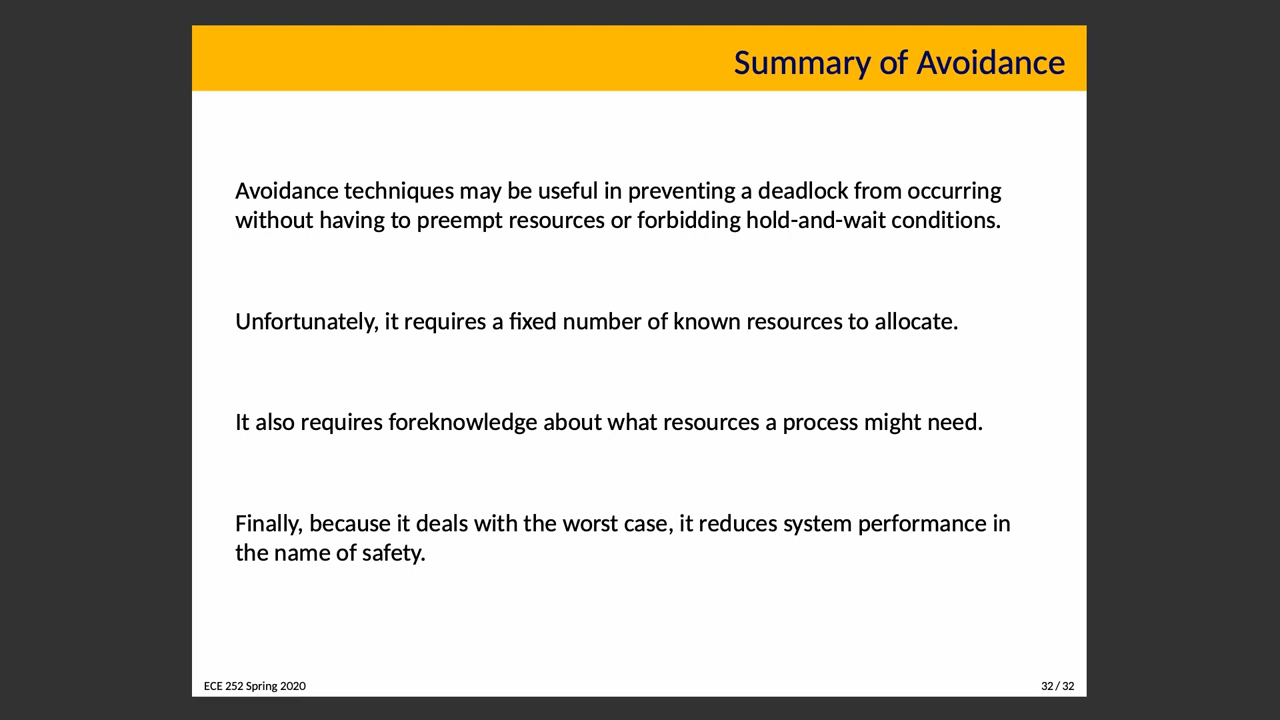 Summary of Avoidance
Avoidance techniques may be useful in preventing a deadlock from occurring
without having to preempt resources or forbidding hold-and-wait conditions.
Unfortunately, it requires a fixed number of known resources to allocate.
It also requires foreknowledge about what resources a process might need.
Finally, because it deals with the worst case, it reduces system performance in
the name of safety.
ECE 252 Spring 2020
32 / 32